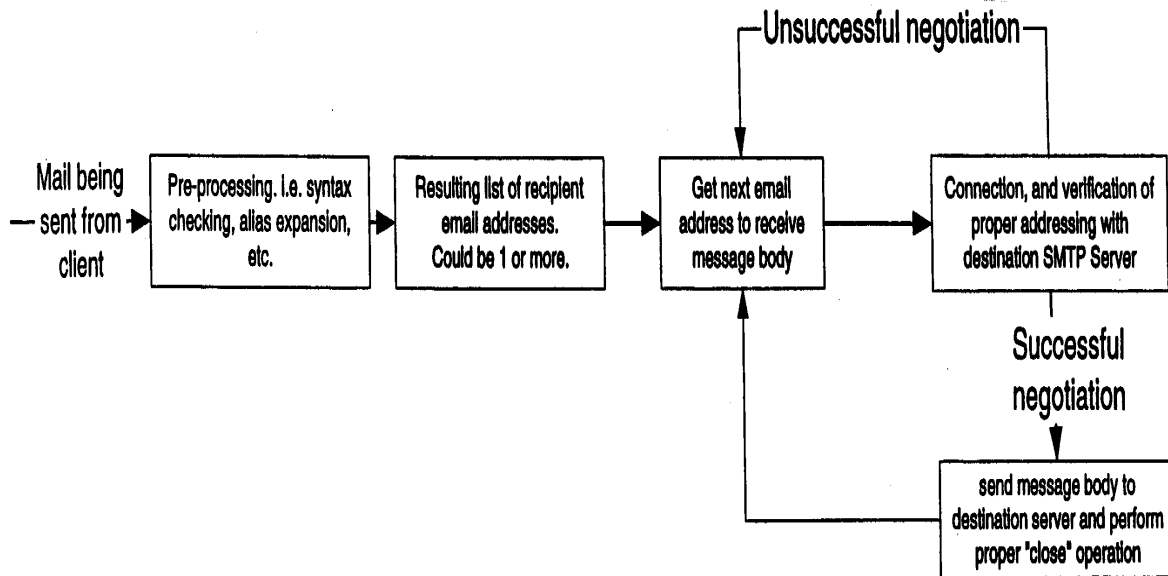 Unsuccessful negotiation
Mail being
sent from
client
Pre-processing. i.e. syntax
checking, alias expansion,
etc.
Resulting list of recipient
email addresses.
Could be 1 or more.
Get next email
address to receive
message body
Connection, and verification of
proper addressing with
destination SMTP Server
Successful
negotiation
send message body to
destination server and perform
proper "close" operation